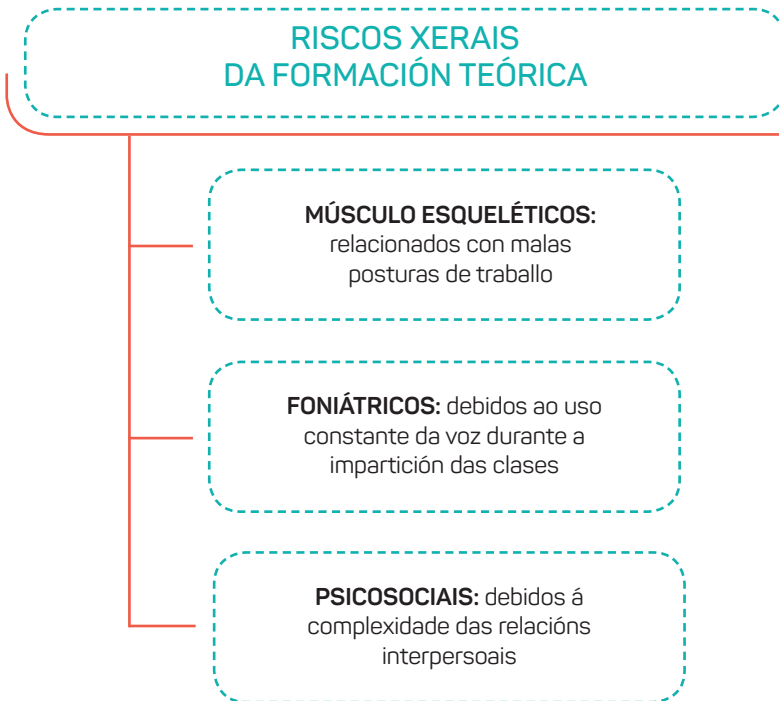 RISCOS XERAIS
DA FORMACIÓN TEÓRICA
MÚSCULO ESQUELÉTICOS:
relacionados con malas
posturas de traballo
FONIÁTRICOS: debidos ao uso
constante da voz durante a
impartición das clases
PSICOSOCIAIS: debidos á
complexidade das relacións
interpersoais